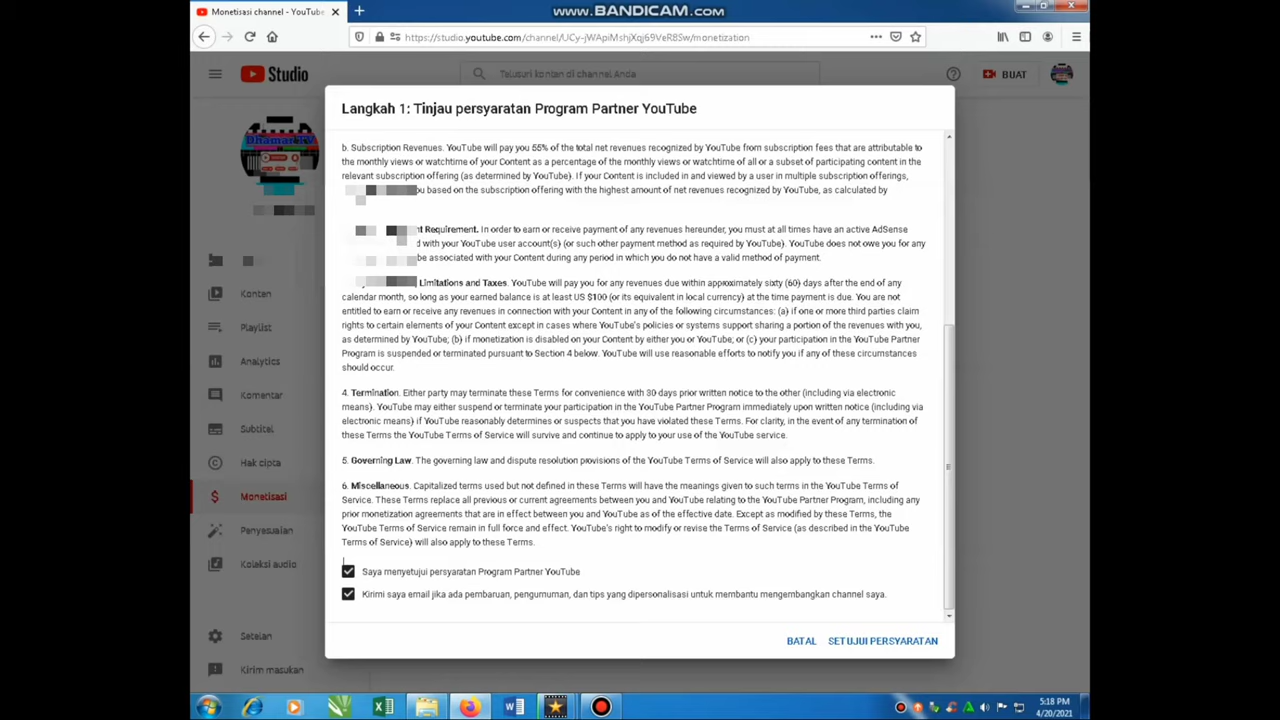 Monetisasi channel - YouTube
www.BANDICAM.com
https://studio.youtube.com/channel/UCy-jWApiMshjXqj69VeR8Sw/monetization
Studio
Telusuri konten di channel Anda
BUAT
Langkah 1: Tinjau persyaratan Program Partner YouTube
b. Subscription Revenues. YouTube will pay you 55% of the total net revenues recognized by YouTube from subscription fees that are attributable to
the monthly views or watchtime of your Content as a percentage of the monthly views or watchtime of all or a subset of participating content in the
relevant subscription offering (as determined by YouTube). If your Content is included in and viewed by a user in multiple subscription offerings,
ou based on the subscription offering with the highest amount of net revenues recognized by YouTube, as calculated by
nt Requirement. In order to earn or receive payment of any revenues hereunder, you must at all times have an active AdSense
d with your YouTube user account(s) (or such other payment method as required by YouTube). YouTube does not owe you for any
be associated with your Content during any period in which you do not have a valid method of payment.
, Limitations and Taxes. YouTube will pay you for any revenues due within approximately sixty (60) days after the end of any
calendar month, so long as your earned balance is at least US $100 (or its equivalent in local currency) at the time payment is due. You are not
entitled to earn or receive any revenues in connection with your Content in any of the following circumstances: (a) if one or more third parties claim
rights to certain elements of your Content except in cases where YouTube's policies or systems support sharing a portion of the revenues with you,
as determined by YouTube; (b) if monetization is disabled on your Content by either you or YouTube; or (c) your participation in the YouTube Partner
Program is suspended or terminated pursuant to Section 4 below. YouTube will use reasonable efforts to notify you if any of these circumstances
should occur.
4. Termination. Either party may terminate these Terms for convenience with 30 days prior written notice to the other (including via electronic
means). YouTube may either suspend or terminate your participation in the YouTube Partner Program immediately upon written notice (including via
electronic means) if YouTube reasonably determines or suspects that you have violated these Terms. For clarity, in the event of any termination of
these Terms the YouTube Terms of Service will survive and continue to apply to your use of the YouTube service.
5. Governing Law. The governing law and dispute resolution provisions of the YouTube Terms of Service will also apply to these Terms.
6. Miscellaneous. Capitalized terms used but not defined in these Terms will have the meanings given to such terms in the YouTube Terms of
Service. These Terms replace all previous or current agreements between you and YouTube relating to the YouTube Partner Program, including any
prior monetization agreements that are in effect between you and YouTube as of the effective date. Except as modified by these Terms, the
YouTube Terms of Service remain in full force and effect. YouTube's right to modify or revise the Terms of Service (as described in the YouTube
Terms of Service) will also apply to these Terms.
Saya menyetujui persyaratan Program Partner YouTube
Kirimi saya email jika ada pembaruan, pengumuman, dan tips yang dipersonalisasi untuk membantu mengembangkan channel saya.
BATAL SETUJUI PERSYARATAN
Dhamar TV
Konten
Playlist
Analytics
Komentar
Subtitel
Hak cipta
Monetisasi
Penyesuaian
Koleksi audio
Setelan
Kirim masukan
5:18 PM
4/20/2021